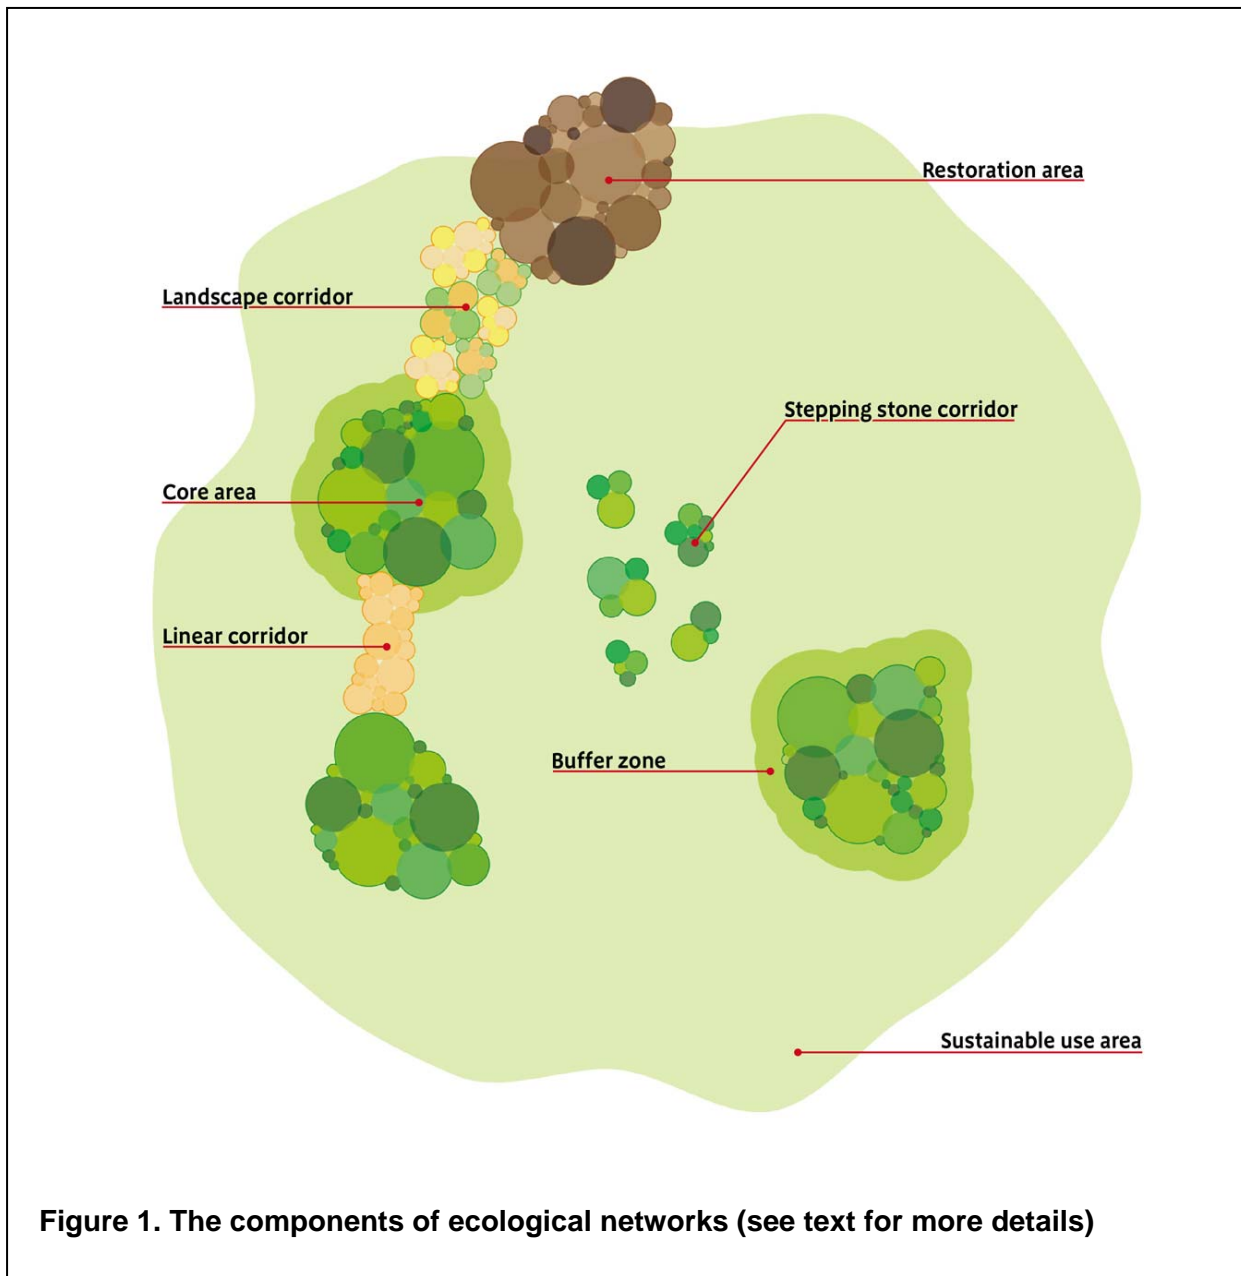 Restoration area
Landscape corridor
Stepping stone corridor
Core area
Linear corridor
Buffer zone
Sustainable use area
Figure 1. The components of ecological networks (see text for more details)